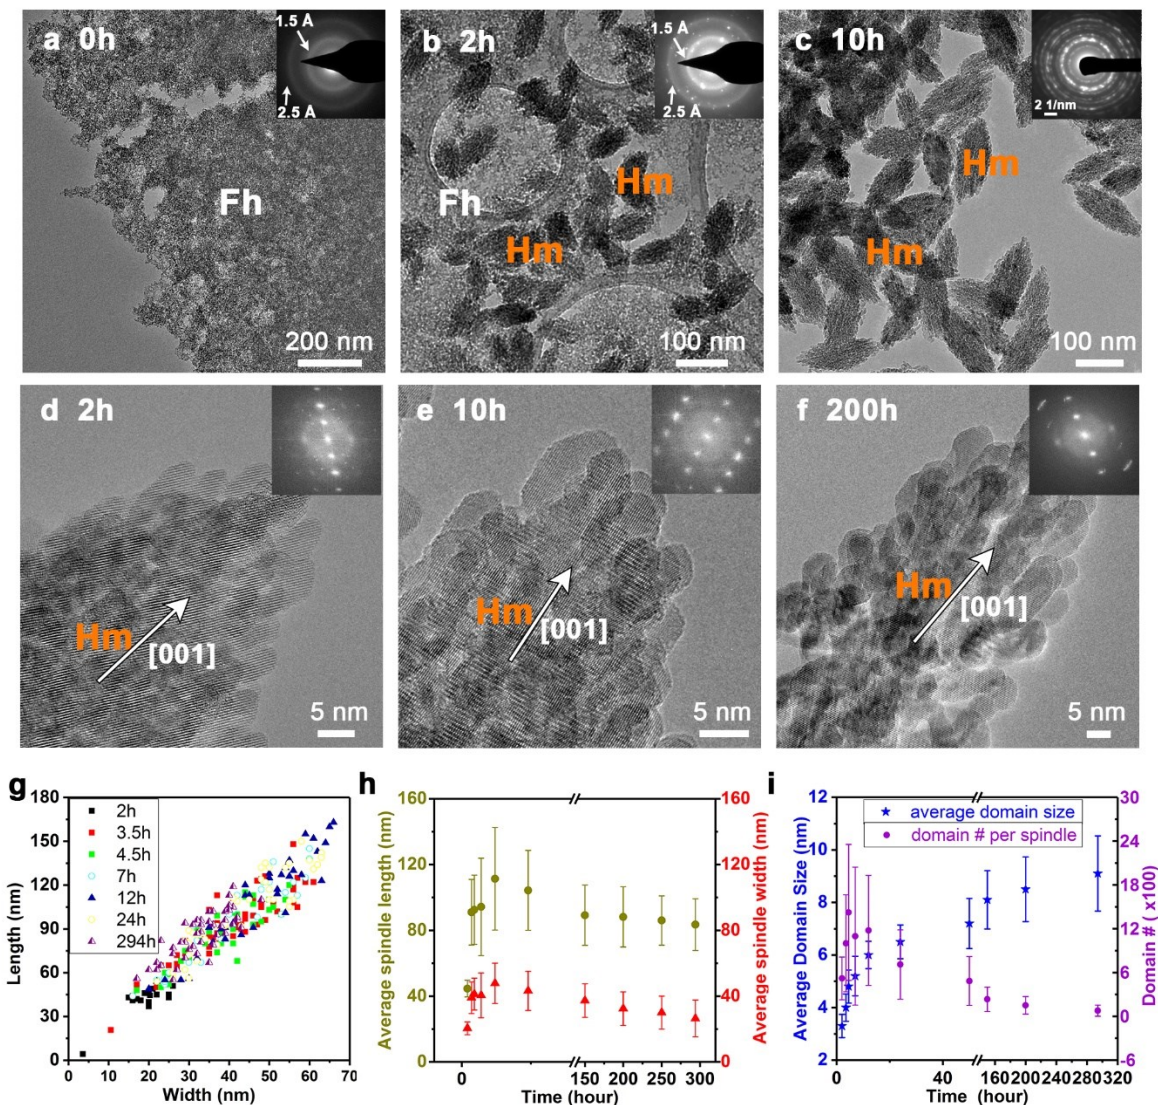 a 0h
1.5 A
2.5 A
Fh
200 nm
b 2h
1.5 A
2.5 A
Fh
Hm
Hm
100 nm
c 10h
2 1/nm
Hm
Hm
100 nm
d 2h
Hm
[001]
5 nm
e 10h
Hm
[001]
5 nm
f 200h
Hm
[001]
5 nm
g
Length (nm)
180
150
120
90
60
30
0
2h
3.5h
4.5h
7h
12h
24h
294h
0 10 20 30 40 50 60 70
Width (nm)
h
Average spindle length (nm)
160
120
80
40
0
160
120
80
40
0
Average spindle width (nm)
0 150 200 250 300
Time (hour)
i
Average Domain Size (nm)
12
10
8
6
4
2
average domain size
domain # per spindle
30
24
18
12
6
0
-6
Domain # ( x100)
0 40 160 200 240 280 320
Time (hour)